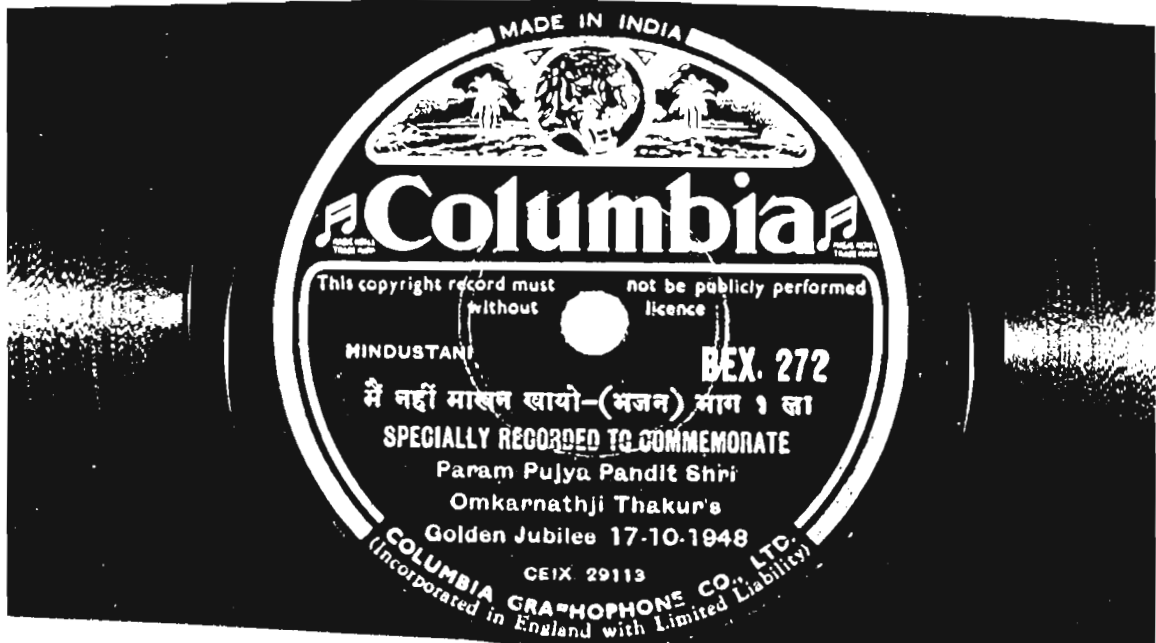 MADE IN INDIA
Columbia
This copyright record must not be publicly performed
without licence
HINDUSTANI
BEX. 272
मैं नहीं माखन खायो-(भजन) भाग १ ला
SPECIALLY RECORDED TO COMMEMORATE
Param Pujya Pandit Shri
Omkarnathji Thakur's
Golden Jubilee 17-10-1948
CEIX 29113
COLUMBIA GRAPHOPHONE CO., LTD.
(Incorporated in England with Limited Liability)